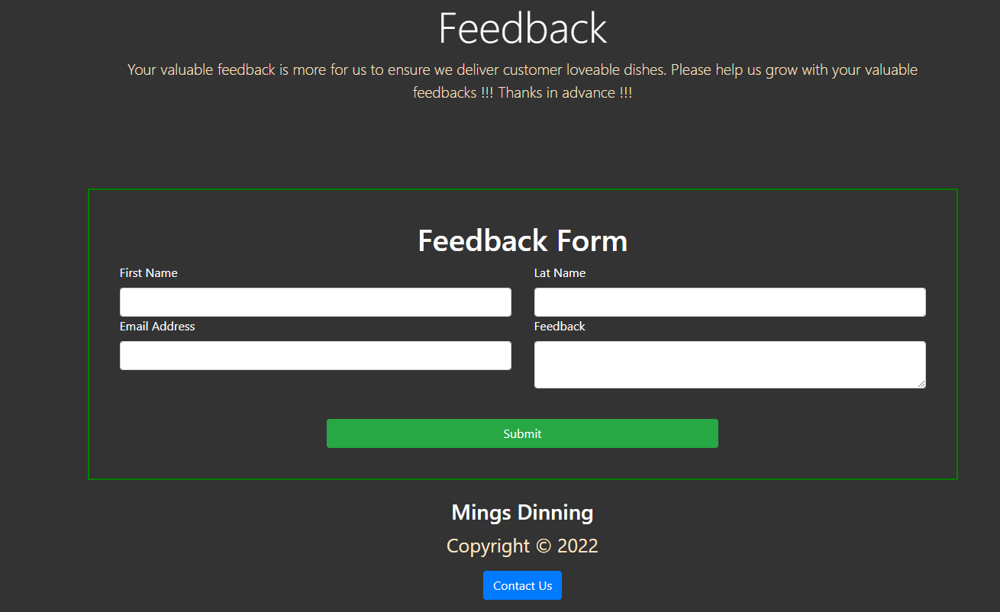 Feedback
Your valuable feedback is more for us to ensure we deliver customer loveable dishes. Please help us grow with your valuable
feedbacks !!! Thanks in advance !!!
Feedback Form
First Name
Lat Name
Email Address
Feedback
Submit
Mings Dinning
Copyright © 2022
Contact Us